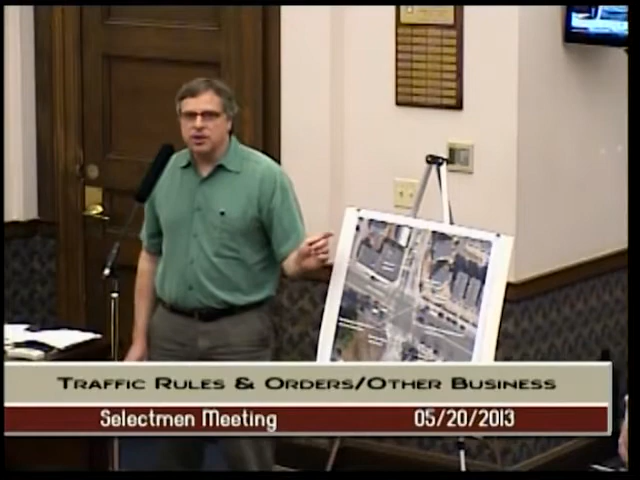 Traffic Rules & Orders/Other Business
Selectmen Meeting 05/20/2013